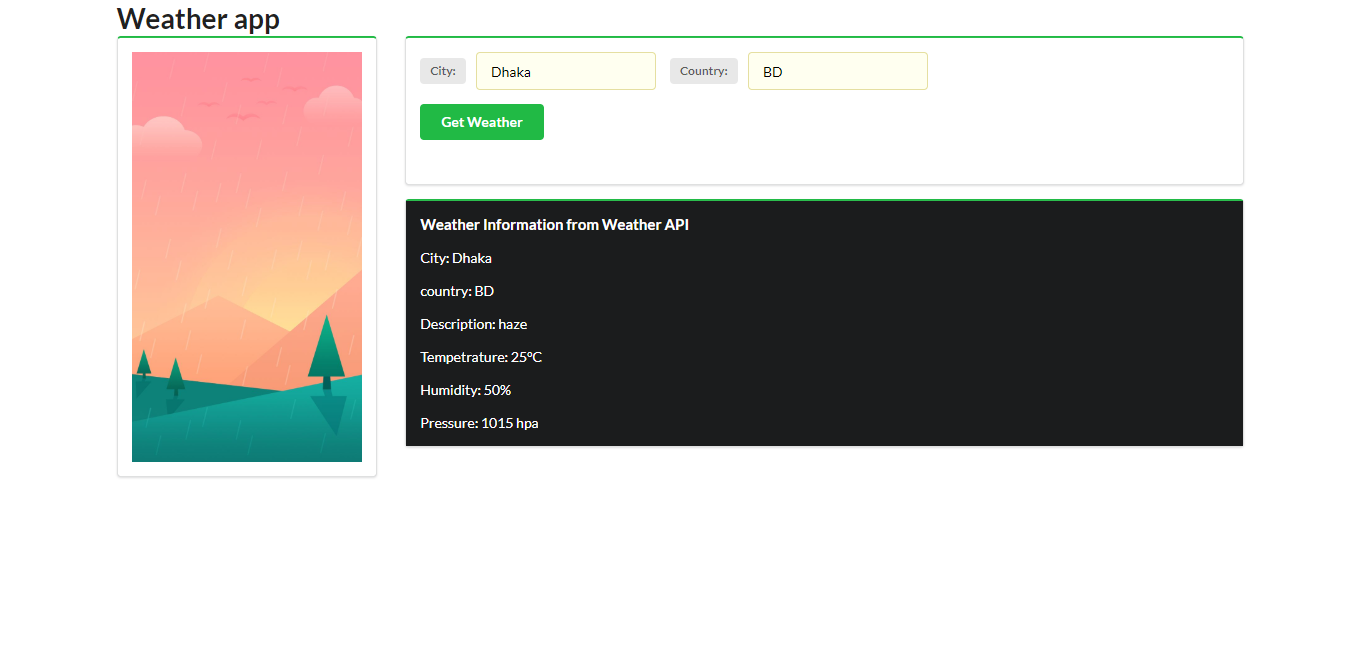 Weather app
City: Dhaka Country: BD
Get Weather
Weather Information from Weather API
City: Dhaka
country: BD
Description: haze
Tempetrature: 25°C
Humidity: 50%
Pressure: 1015 hpa